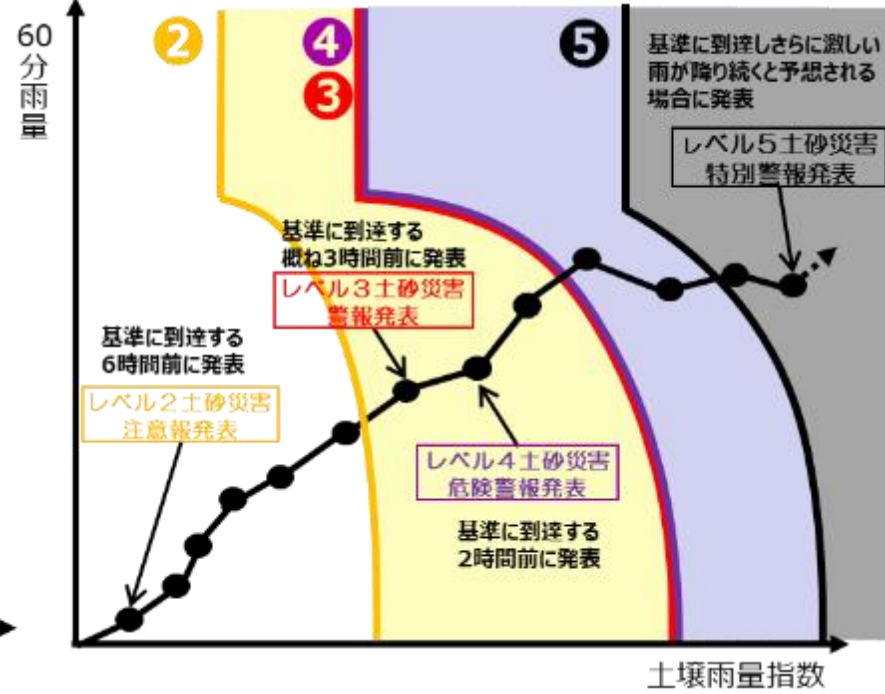 60
分
雨
量
②
④
③
⑤
基準に到達しさらに激しい
雨が降り続くと予想される
場合に発表
レベル5土砂災害
特別警報発表
基準に到達する
概ね3時間前に発表
レベル3土砂災害
警報発表
基準に到達する
6時間前に発表
レベル2土砂災害
注意報発表
レベル4土砂災害
危険警報発表
基準に到達する
2時間前に発表
土壌雨量指数